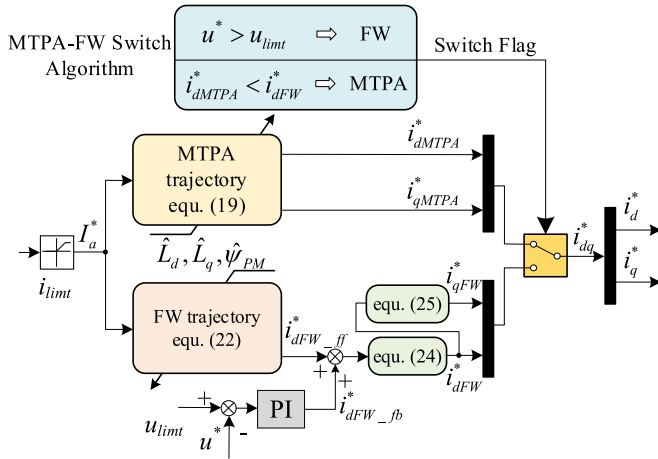 MTPA-FW Switch
Algorithm
u* > u_limt ⇨ FW
i*_dMTPA < i*_dFW ⇨ MTPA
Switch Flag
MTPA
trajectory
equ. (19)
i*_dMTPA
i*_qMTPA
I*_a
i_limt
L̂_d, L̂_q, ψ̂_PM
FW trajectory
equ. (22)
i*_dFW_ff
+
+
equ. (25)
equ. (24)
i*_qFW
i*_dFW
i*_dq
i*_d
i*_q
u_limt
+
-
u*
PI
i*_dFW_fb